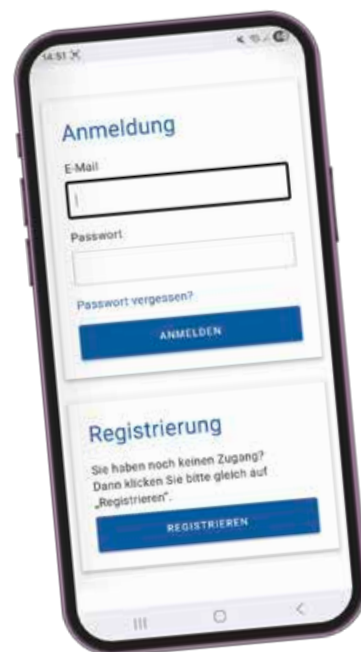 14:51
Anmeldung
E-Mail
Passwort
Passwort vergessen?
ANMELDEN
Registrierung
Sie haben noch keinen Zugang?
Dann klicken Sie bitte gleich auf
„Registrieren“.
REGISTRIEREN